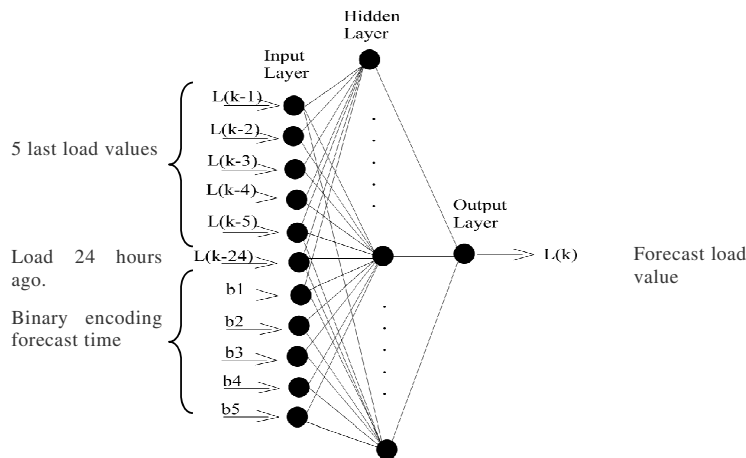 Hidden
Layer
Input
Layer
L(k-1)
L(k-2)
5 last load values
L(k-3)
L(k-4)
Output
Layer
L(k-5)
Load 24 hours
ago.
L(k-24)
L(k)
Forecast load
value
b1
Binary encoding
forecast time
b2
b3
b4
b5